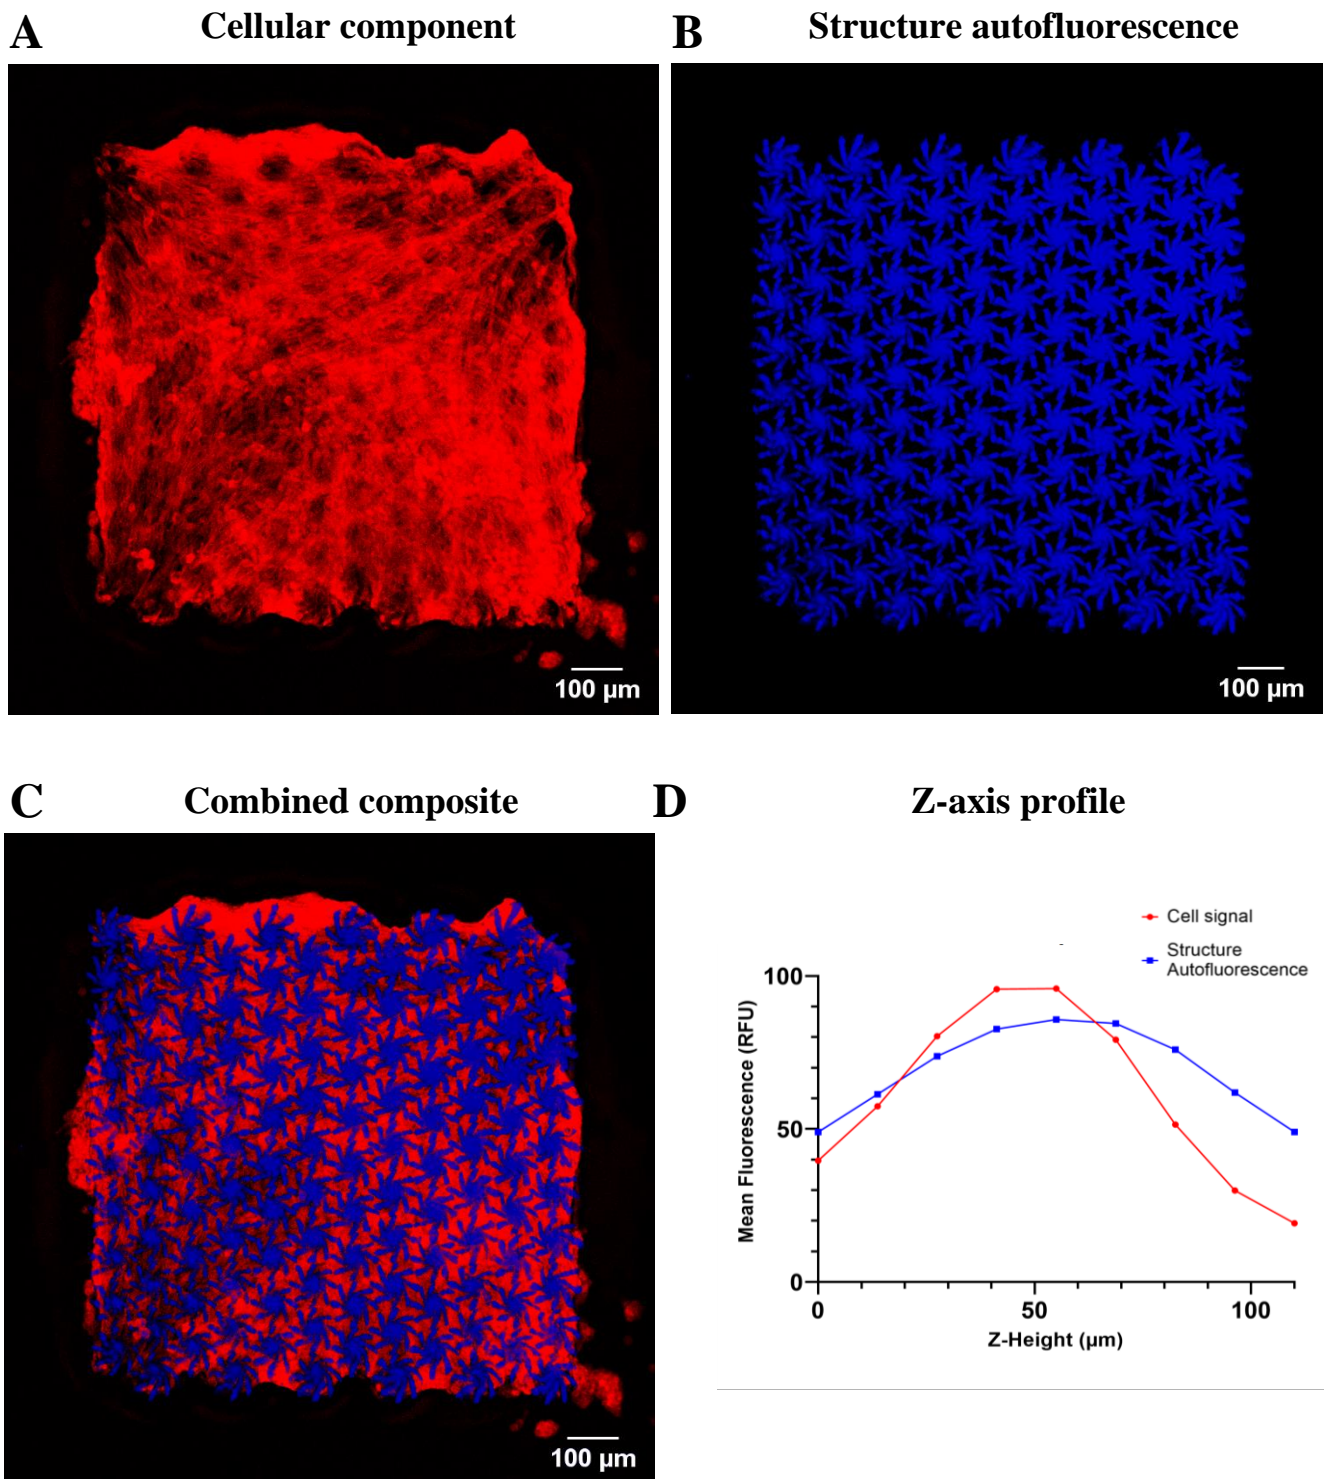 A
Cellular component
B
Structure autofluorescence
100 µm
100 µm
C
Combined composite
D
Z-axis profile
100 µm
Cell signal
Structure
Autofluorescence
Mean Fluorescence (RFU)
100
50
0
0
50
100
Z-Height (µm)